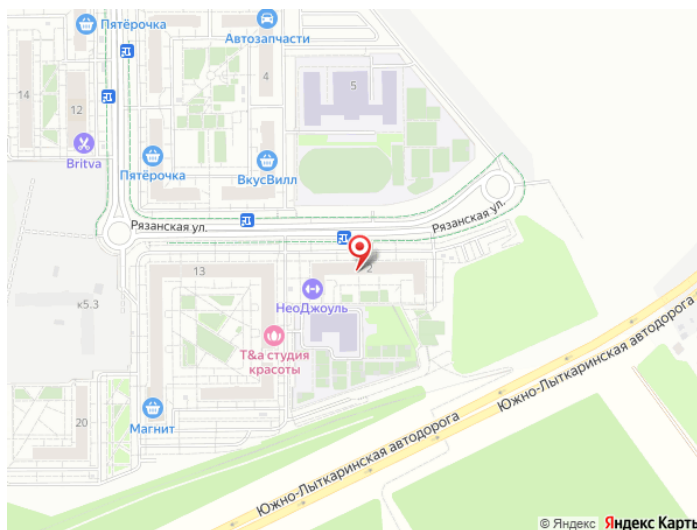 Пятёрочка
Автозапчасти
4
14
12
5
Britva
Пятёрочка
ВкусВилл
Рязанская ул.
Рязанская ул.
13
2
к5.3
НеоДжоуль
T&a студия
красоты
Магнит
20
Южно-Лыткаринская автодорога
Южно-Лыткаринская автодорога
© Яндекс Яндекс Карты